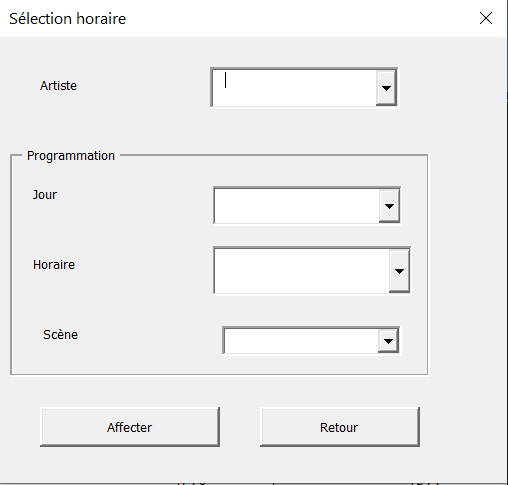 Sélection horaire
Artiste
Programmation
Jour
Horaire
Scène
Affecter
Retour